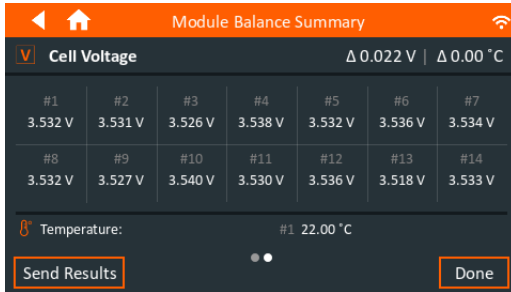 Module Balance Summary
V Cell Voltage Δ 0.022 V | Δ 0.00 ˚C
#1 #2 #3 #4 #5 #6 #7
3.532 V 3.531 V 3.526 V 3.538 V 3.532 V 3.536 V 3.534 V
#8 #9 #10 #11 #12 #13 #14
3.532 V 3.527 V 3.540 V 3.530 V 3.536 V 3.518 V 3.533 V
Temperature: #1 22.00 ˚C
Send Results Done